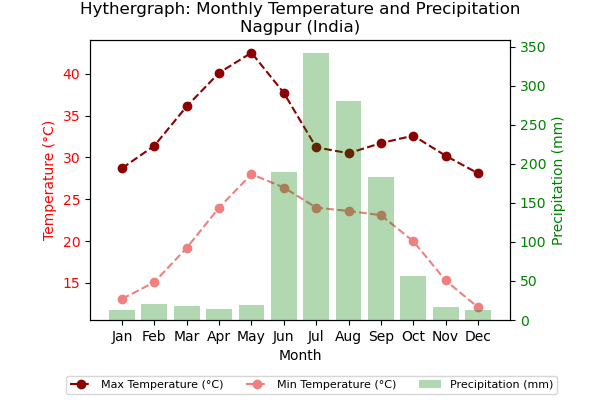 Hythergraph: Monthly Temperature and Precipitation
Nagpur (India)
40
35
30
25
20
15
Temperature (°C)
350
300
250
200
150
100
50
0
Precipitation (mm)
Jan Feb Mar Apr May Jun Jul Aug Sep Oct Nov Dec
Month
Max Temperature (°C) Min Temperature (°C) Precipitation (mm)